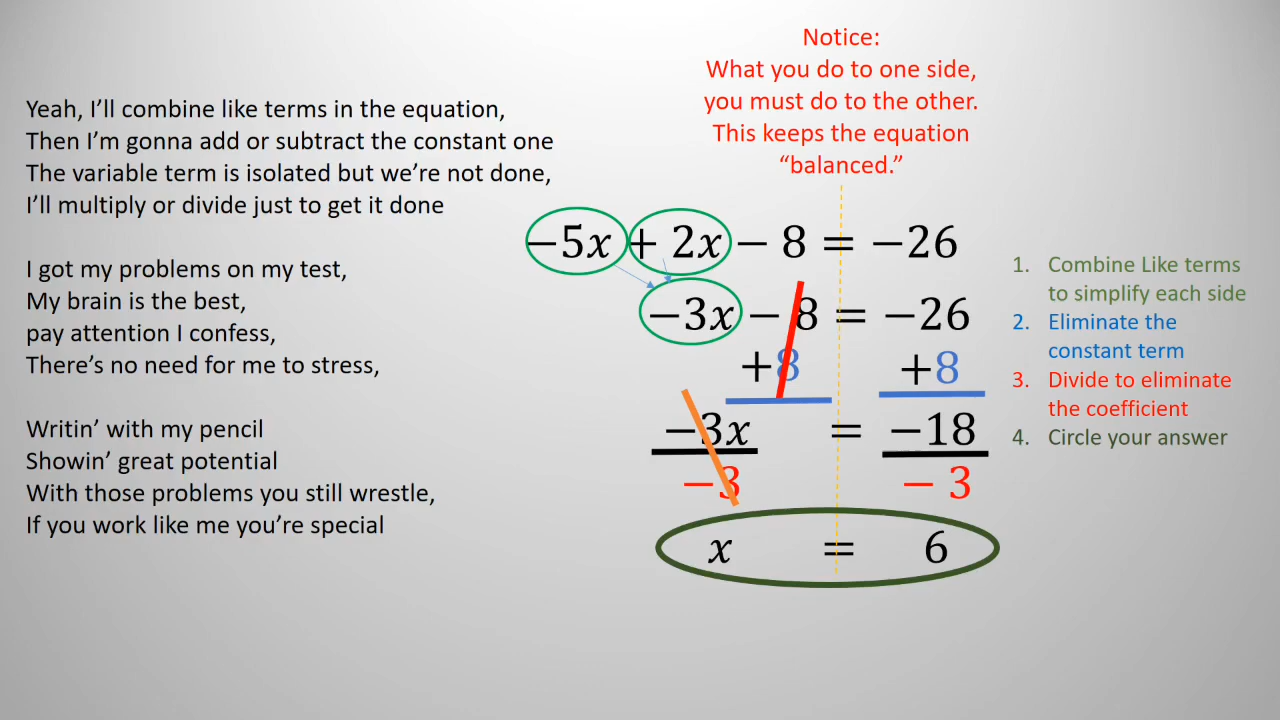 Yeah, I’ll combine like terms in the equation,
Then I’m gonna add or subtract the constant one
The variable term is isolated but we’re not done,
I’ll multiply or divide just to get it done
I got my problems on my test,
My brain is the best,
pay attention I confess,
There’s no need for me to stress,
Writin’ with my pencil
Showin’ great potential
With those problems you still wrestle,
If you work like me you’re special
Notice:
What you do to one side,
you must do to the other.
This keeps the equation
“balanced.”
−5x + 2x − 8 = −26
−3x − 8 = −26
+8 +8
−3x = −18
−3 − 3
x = 6
1. Combine Like terms
to simplify each side
2. Eliminate the
constant term
3. Divide to eliminate
the coefficient
4. Circle your answer